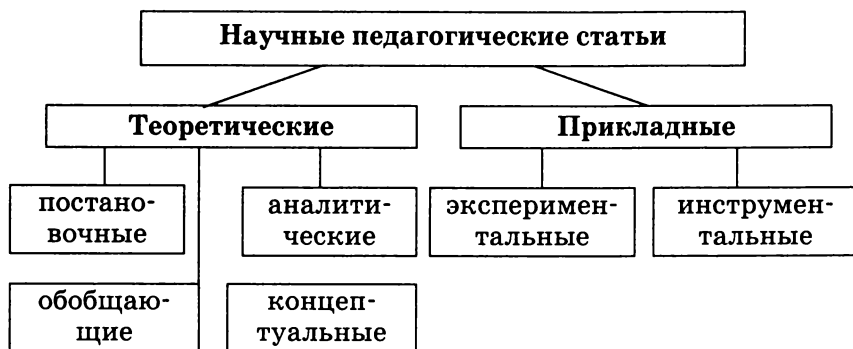 Научные педагогические статьи
Теоретические
Прикладные
постано-
вочные
аналити-
ческие
эксперимен-
тальные
инструмен-
тальные
обобщаю-
щие
концеп-
туальные